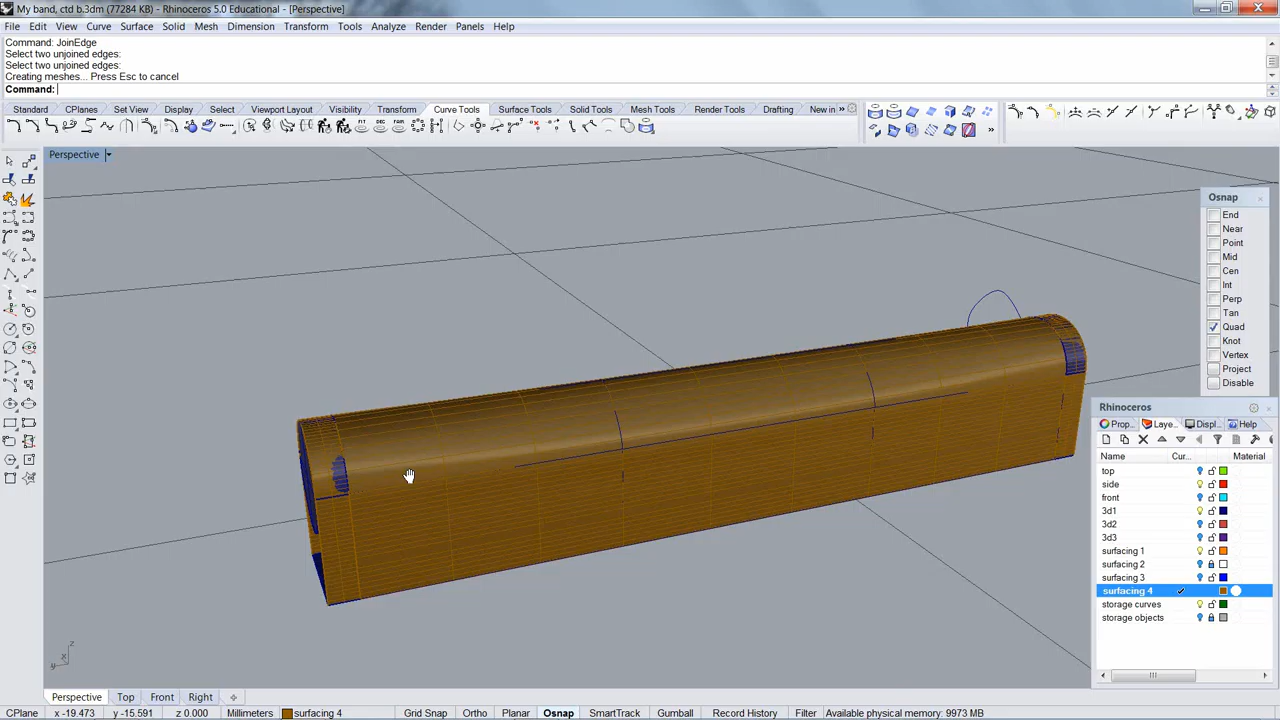 My band, ctd b.3dm (77284 KB) - Rhinoceros 5.0 Educational - [Perspective]
File Edit View Curve Surface Solid Mesh Dimension Transform Tools Analyze Render Panels Help
Command: JoinEdge
Select two unjoined edges:
Select two unjoined edges:
Creating meshes... Press Esc to cancel
Command:
Standard CPlanes Set View Display Select Viewport Layout Visibility Transform Curve Tools Surface Tools Solid Tools Mesh Tools Render Tools Drafting New in »
Perspective
Osnap
End
Near
Point
Mid
Cen
Int
Perp
Tan
Quad
Knot
Vertex
Project
Disable
Rhinoceros
Prop... Laye... Displ... Help
Name Cur... Material
top
side
front
3d1
3d2
3d3
surfacing 1
surfacing 2
surfacing 3
surfacing 4
storage curves
storage objects
z
x
y
Perspective Top Front Right
CPlane x -19.473 y -15.591 z 0.000 Millimeters surfacing 4 Grid Snap Ortho Planar Osnap SmartTrack Gumball Record History Filter Available physical memory: 9973 MB